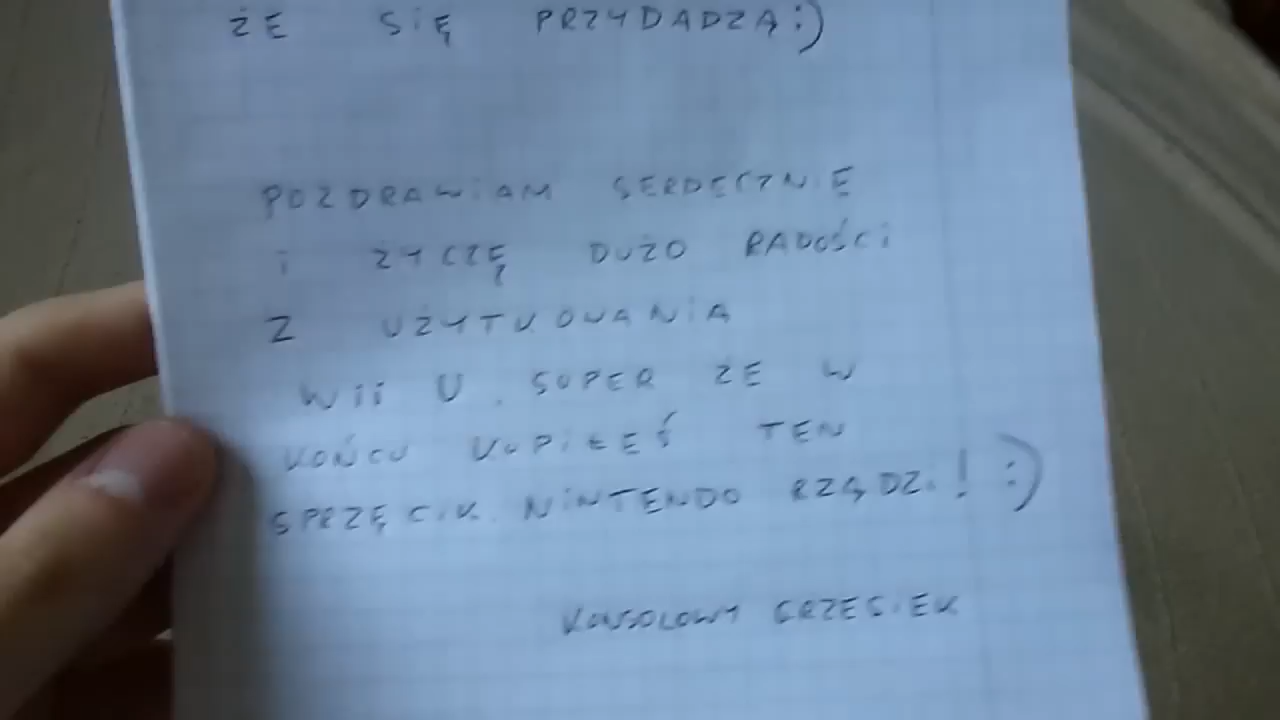 ŻE SIĘ PRZYDADZĄ :)
POZDRAWIAM SERDECZNIE
i ŻYCZĘ DUŻO RADOŚCi
Z UŻYTKOWANiA
Wii U. SUPER ŻE W
KOŃCU KUPiŁEŚ TEN
SPRZĘCiK. NiNTENDO RZĄDZi! :)
KONSOLOWY GRZESiEK